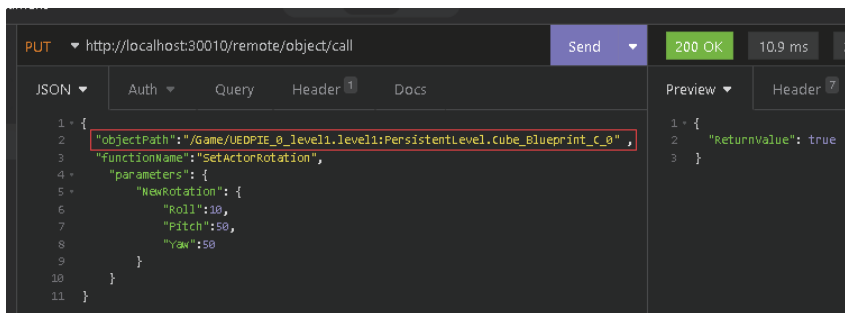 PUT http://localhost:30010/remote/object/call Send 200 OK 10.9 ms
JSON Auth Query Header 1 Docs Preview Header 7
1 {
2 "objectPath":"/Game/UEDPIE_0_level1.level1:PersistentLevel.Cube_Blueprint_C_0" ,
3 "functionName":"SetActorRotation",
4 "parameters": {
5 "NewRotation": {
6 "Roll":10,
7 "Pitch":50,
8 "Yaw":50
9 }
10 }
11 }
1 {
2 "ReturnValue": true
3 }